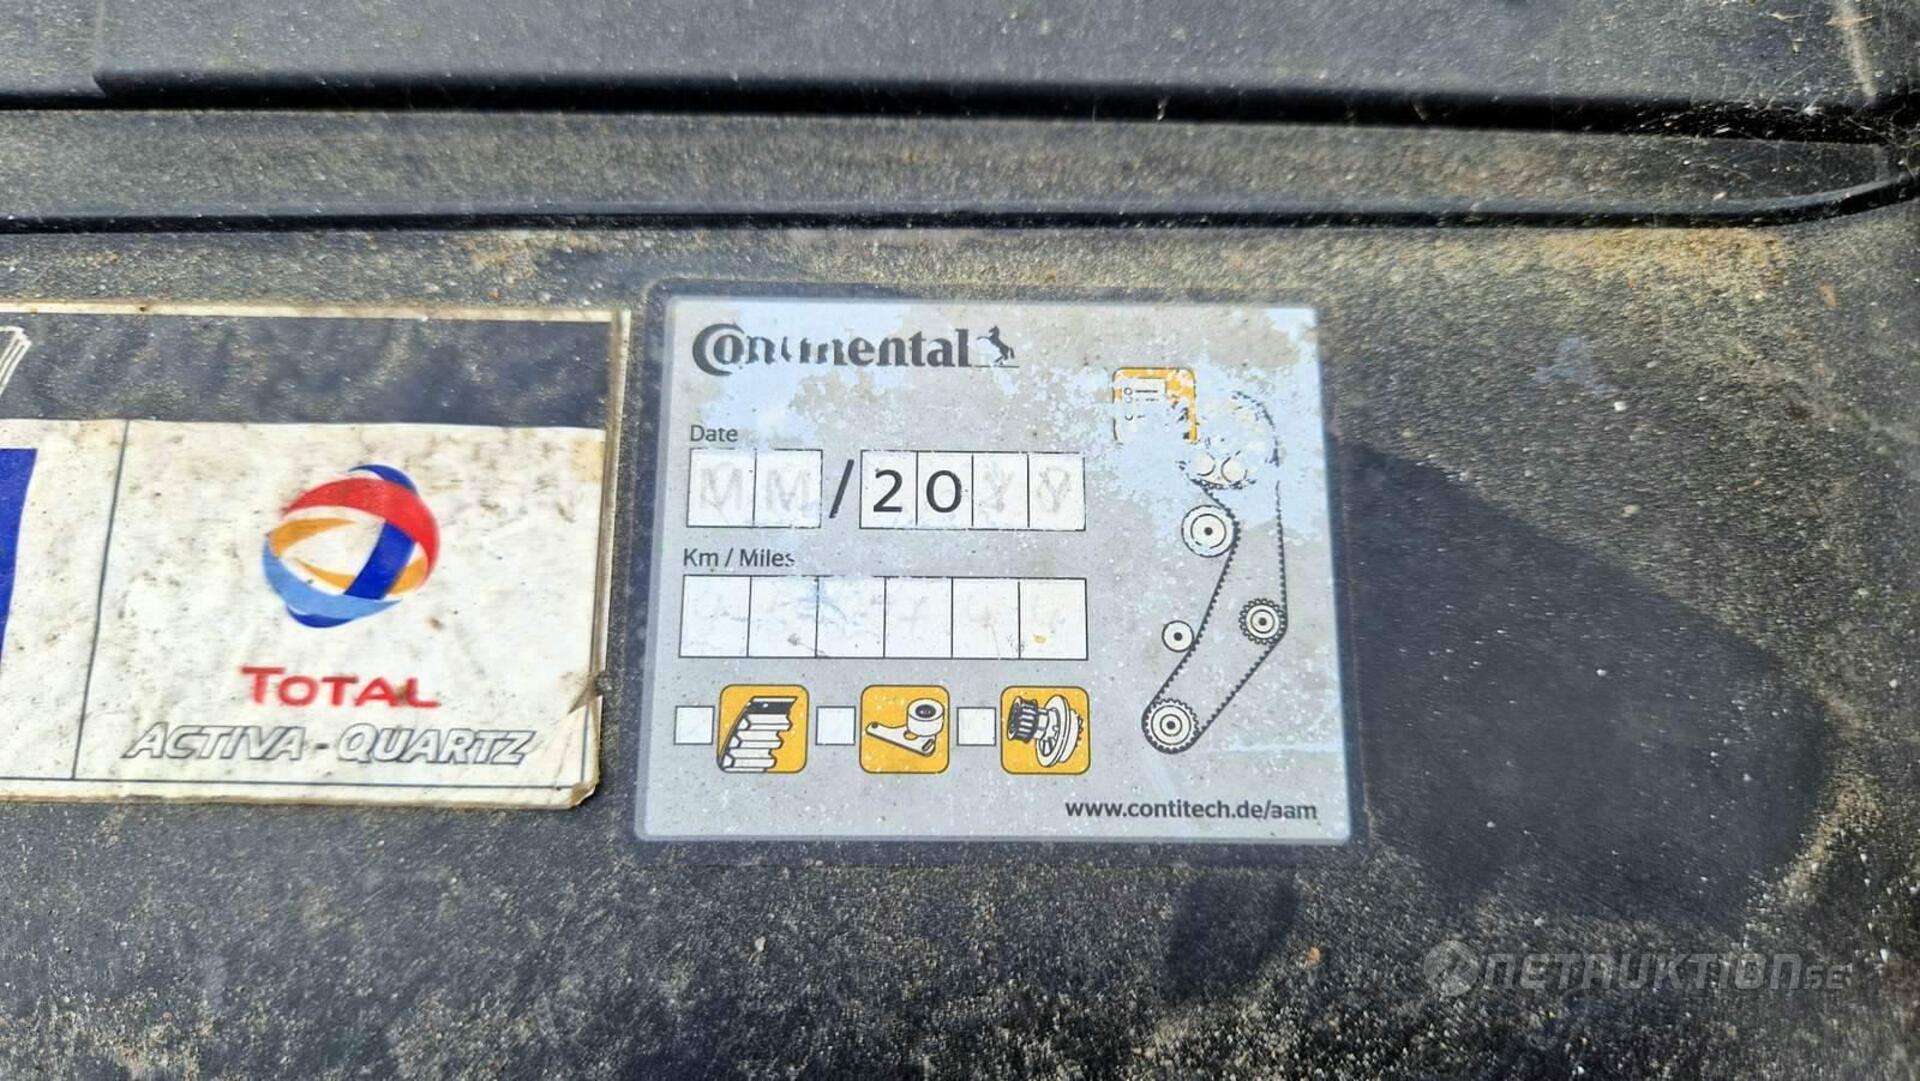 Continental
Date
MM/20YY
Km / Miles
www.contitech.de/aam
TOTAL
ACTIVA-QUARTZ
NETAUKTION.SE